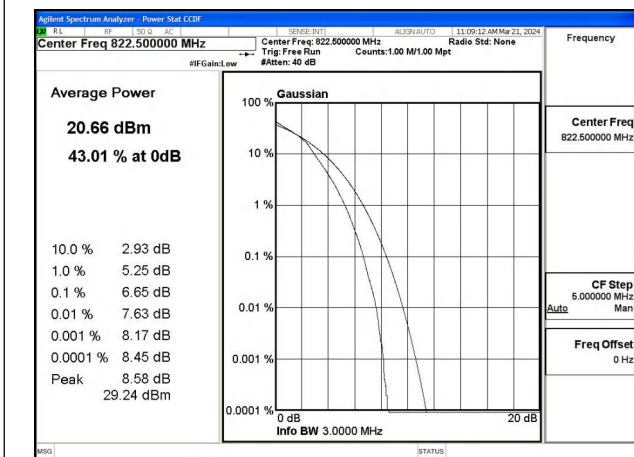 Agilent Spectrum Analyzer - Power Stat CCDF
RL RF 50 Ω AC SENSE:INT ALIGN AUTO 11:09:12 AM Mar 21, 2024
Center Freq 822.500000 MHz
Center Freq: 822.500000 MHz Radio Std: None
Trig: Free Run Counts:1.00 M/1.00 Mpt
#IFGain:Low #Atten: 40 dB
Frequency
Average Power
20.66 dBm
43.01 % at 0dB
10.0 % 2.93 dB
1.0 % 5.25 dB
0.1 % 6.65 dB
0.01 % 7.63 dB
0.001 % 8.17 dB
0.0001 % 8.45 dB
Peak 8.58 dB
29.24 dBm
Gaussian
100 %
10 %
1 %
0.1 %
0.01 %
0.001 %
0.0001 %
0 dB 20 dB
Info BW 3.0000 MHz
Center Freq
822.500000 MHz
CF Step
5.000000 MHz
Auto Man
Freq Offset
0 Hz
MSG STATUS